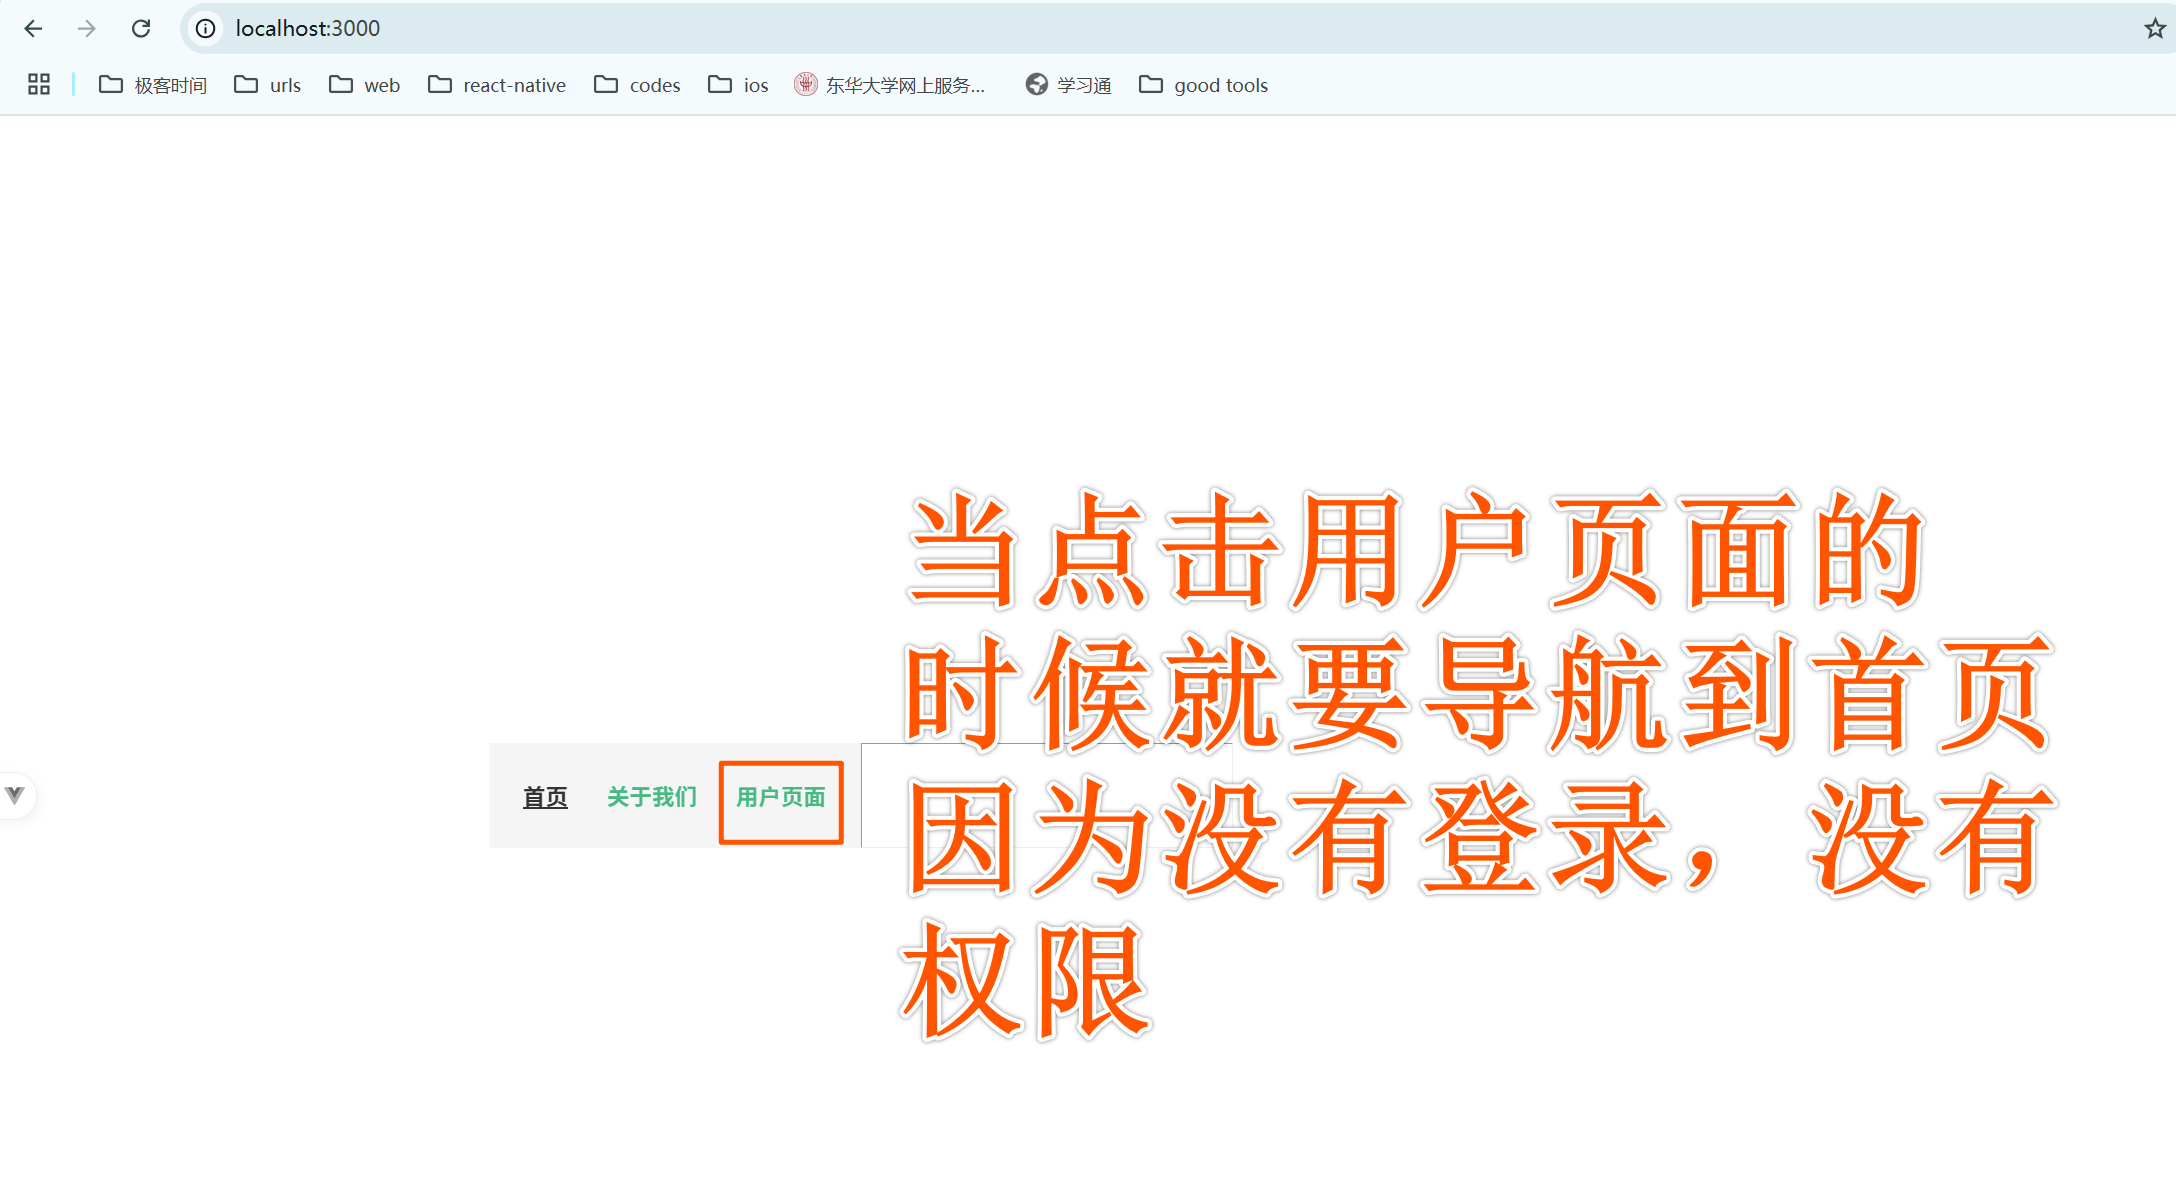 localhost:3000
极客时间 urls web react-native codes ios 东华大学网上服务... 学习通 good tools
当点击用户页面的
时候就要导航到首页
因为没有登录，没有
权限
首页 关于我们 用户页面